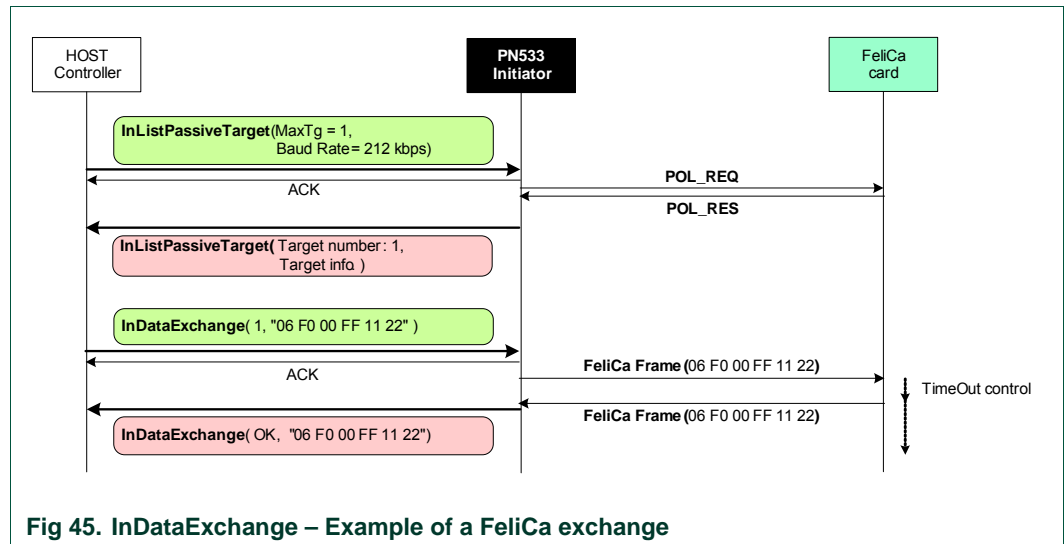 HOST
Controller
PN533
Initiator
FeliCa
card
InListPassiveTarget(MaxTg = 1,
Baud Rate= 212 kbps)
ACK
POL_REQ
POL_RES
InListPassiveTarget( Target number: 1,
Target info. )
InDataExchange( 1, "06 F0 00 FF 11 22" )
ACK
FeliCa Frame(06 F0 00 FF 11 22)
TimeOut control
FeliCa Frame(06 F0 00 FF 11 22)
InDataExchange( OK, "06 F0 00 FF 11 22")
Fig 45. InDataExchange – Example of a FeliCa exchange